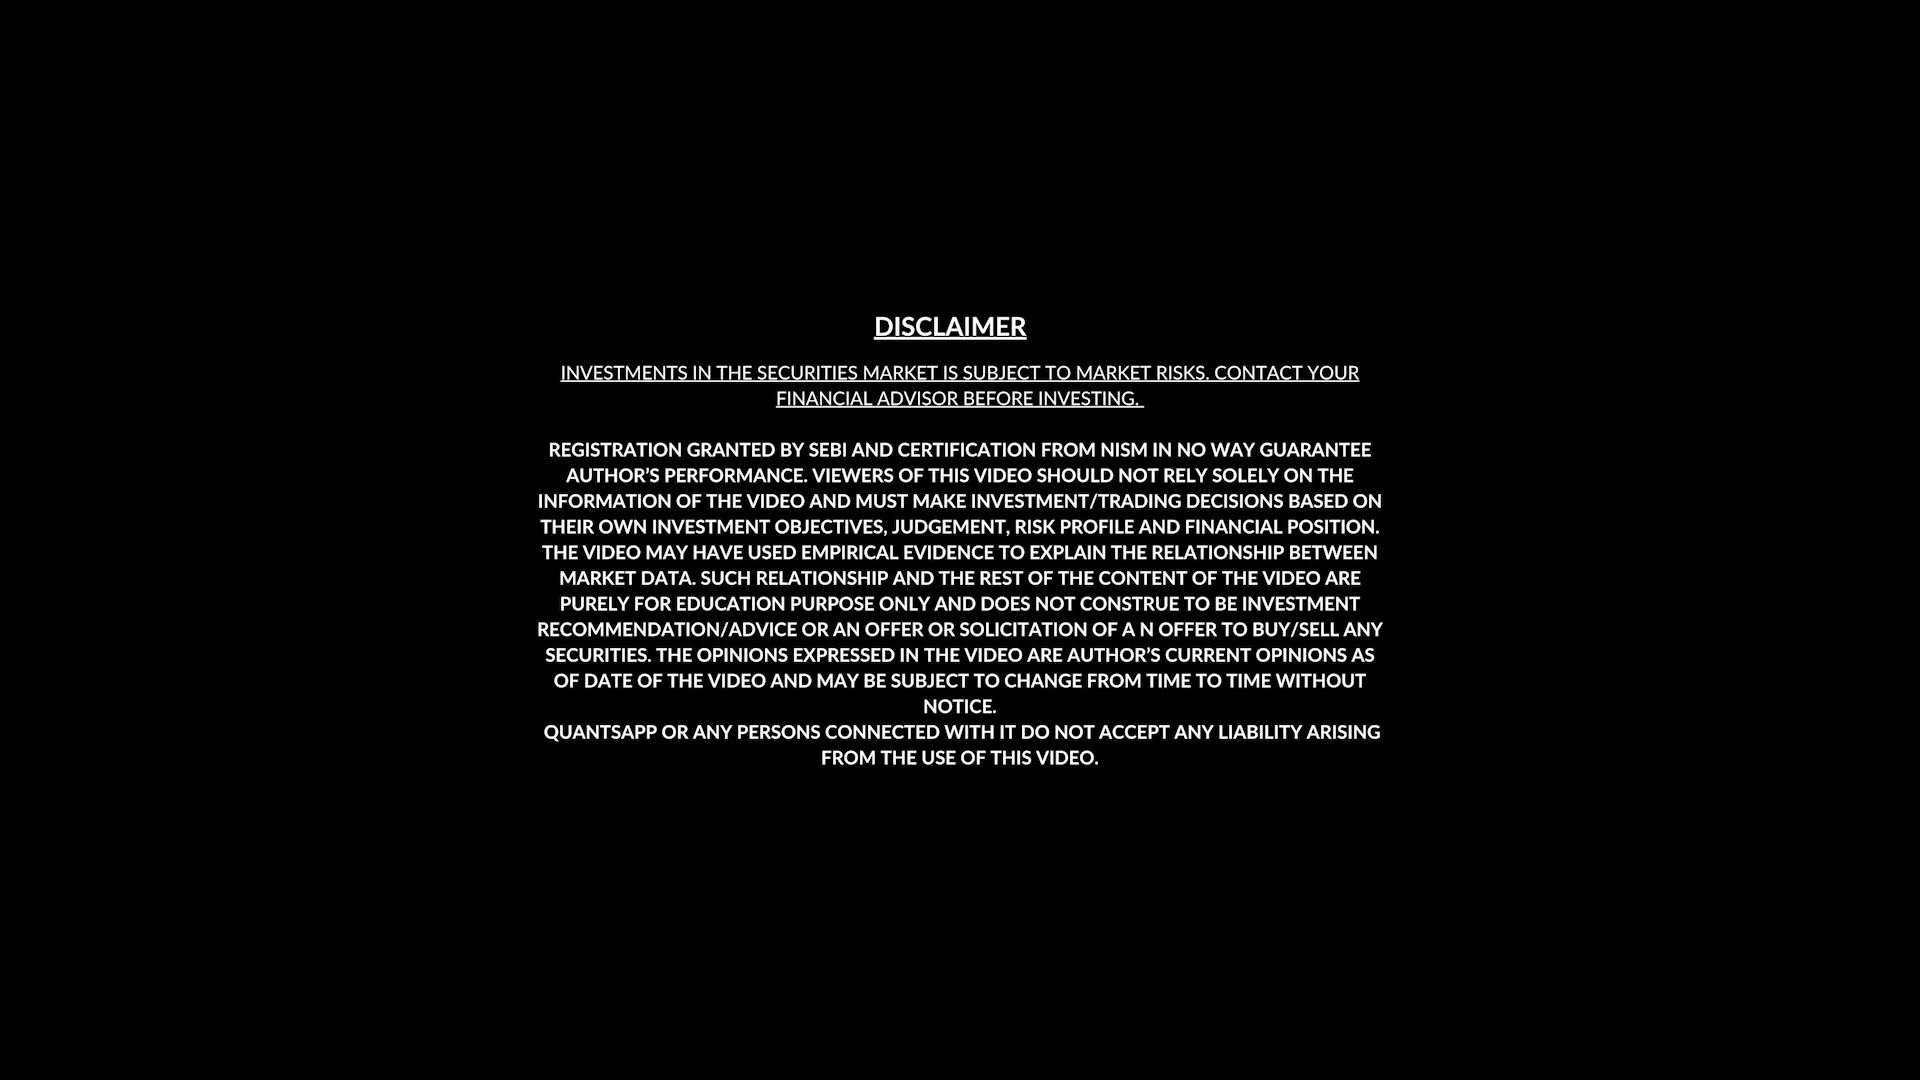 DISCLAIMER
INVESTMENTS IN THE SECURITIES MARKET IS SUBJECT TO MARKET RISKS. CONTACT YOUR
FINANCIAL ADVISOR BEFORE INVESTING.
REGISTRATION GRANTED BY SEBI AND CERTIFICATION FROM NISM IN NO WAY GUARANTEE
AUTHOR’S PERFORMANCE. VIEWERS OF THIS VIDEO SHOULD NOT RELY SOLELY ON THE
INFORMATION OF THE VIDEO AND MUST MAKE INVESTMENT/TRADING DECISIONS BASED ON
THEIR OWN INVESTMENT OBJECTIVES, JUDGEMENT, RISK PROFILE AND FINANCIAL POSITION.
THE VIDEO MAY HAVE USED EMPIRICAL EVIDENCE TO EXPLAIN THE RELATIONSHIP BETWEEN
MARKET DATA. SUCH RELATIONSHIP AND THE REST OF THE CONTENT OF THE VIDEO ARE
PURELY FOR EDUCATION PURPOSE ONLY AND DOES NOT CONSTRUE TO BE INVESTMENT
RECOMMENDATION/ADVICE OR AN OFFER OR SOLICITATION OF A N OFFER TO BUY/SELL ANY
SECURITIES. THE OPINIONS EXPRESSED IN THE VIDEO ARE AUTHOR’S CURRENT OPINIONS AS
OF DATE OF THE VIDEO AND MAY BE SUBJECT TO CHANGE FROM TIME TO TIME WITHOUT
NOTICE.
QUANTSAPP OR ANY PERSONS CONNECTED WITH IT DO NOT ACCEPT ANY LIABILITY ARISING
FROM THE USE OF THIS VIDEO.